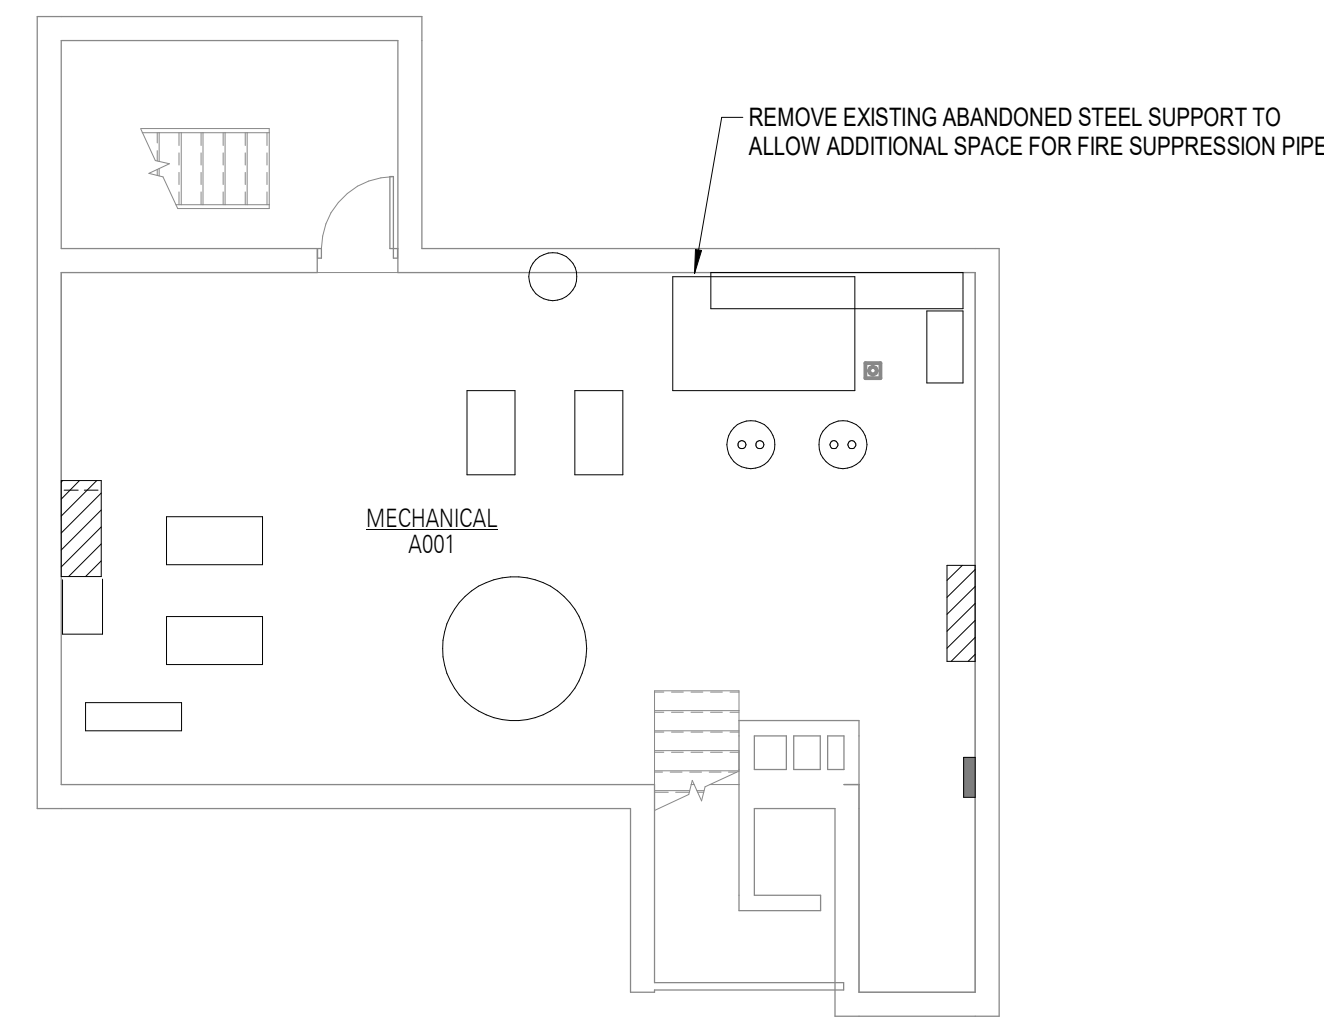 REMOVE EXISTING ABANDONED STEEL SUPPORT TO
ALLOW ADDITIONAL SPACE FOR FIRE SUPPRESSION PIPE
MECHANICAL
A001